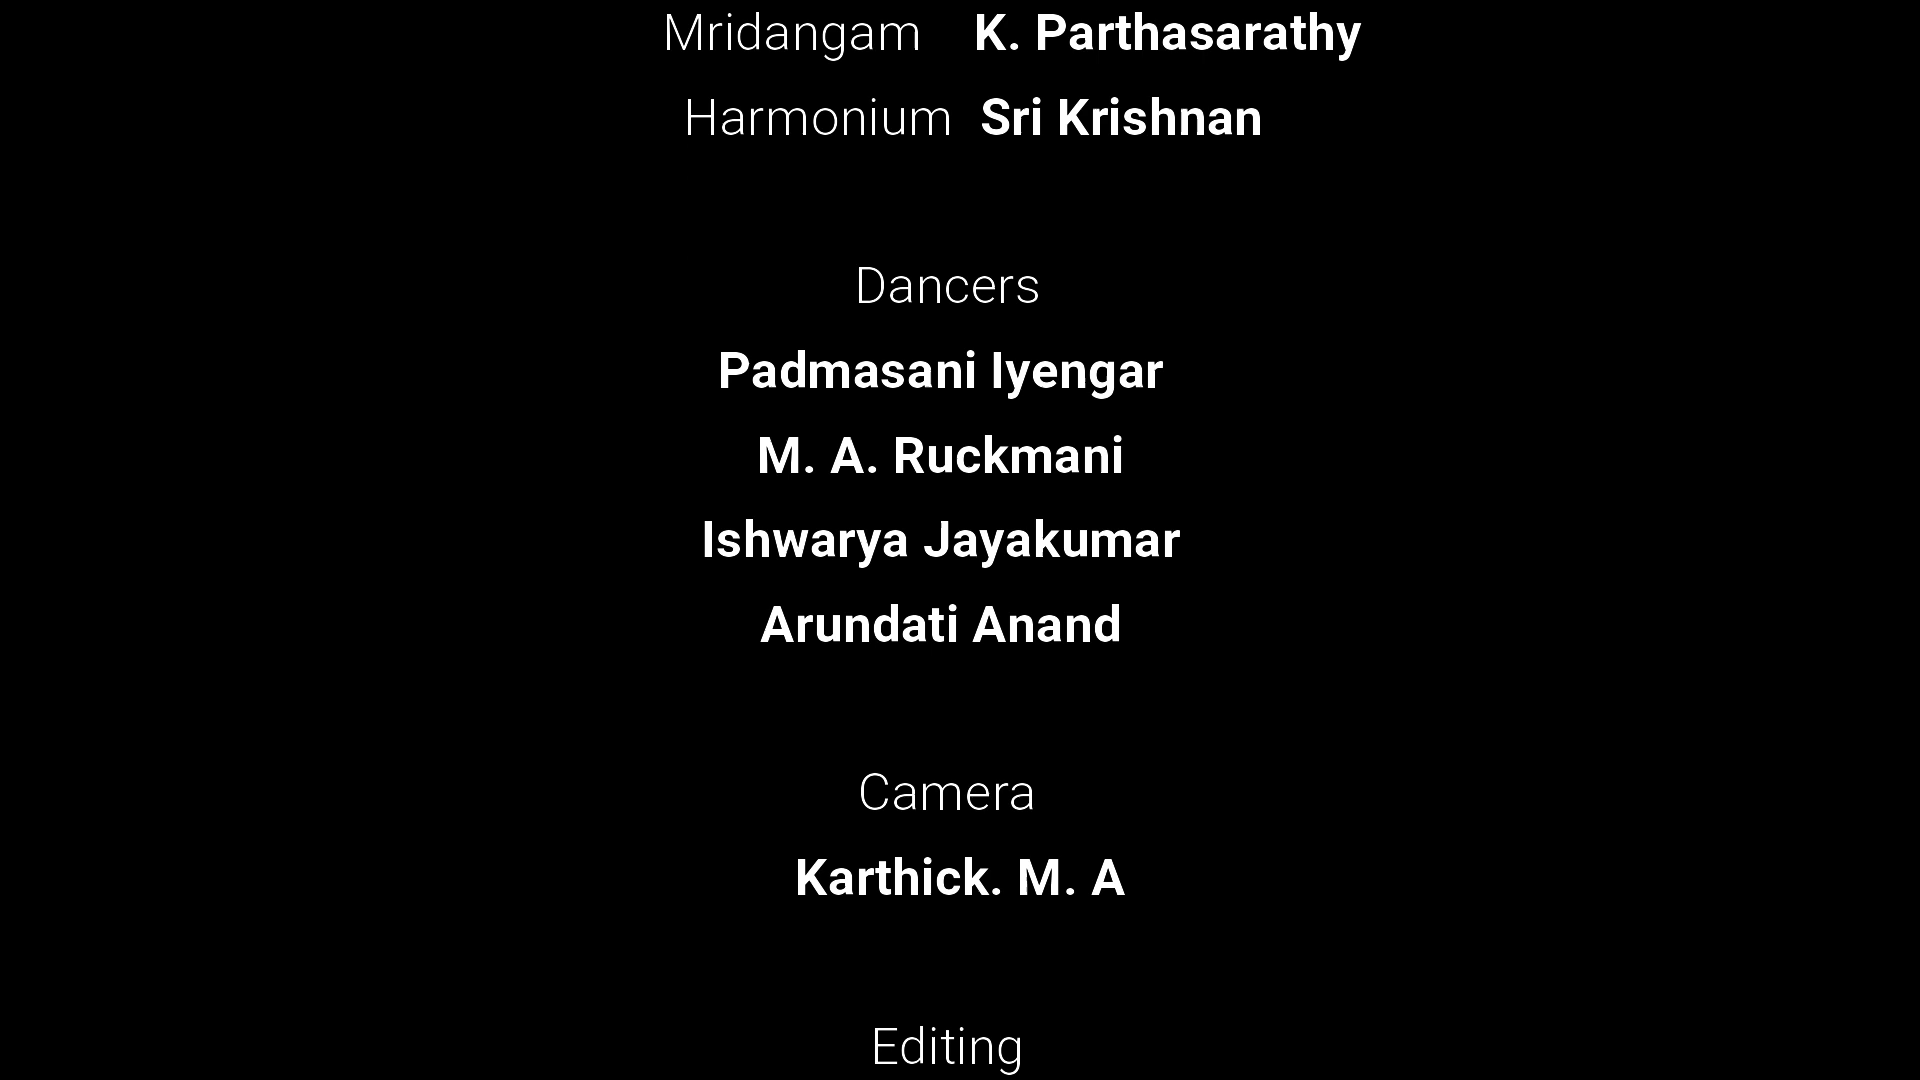 Mridangam K. Parthasarathy
Harmonium Sri Krishnan
Dancers
Padmasani Iyengar
M. A. Ruckmani
Ishwarya Jayakumar
Arundati Anand
Camera
Karthick. M. A
Editing